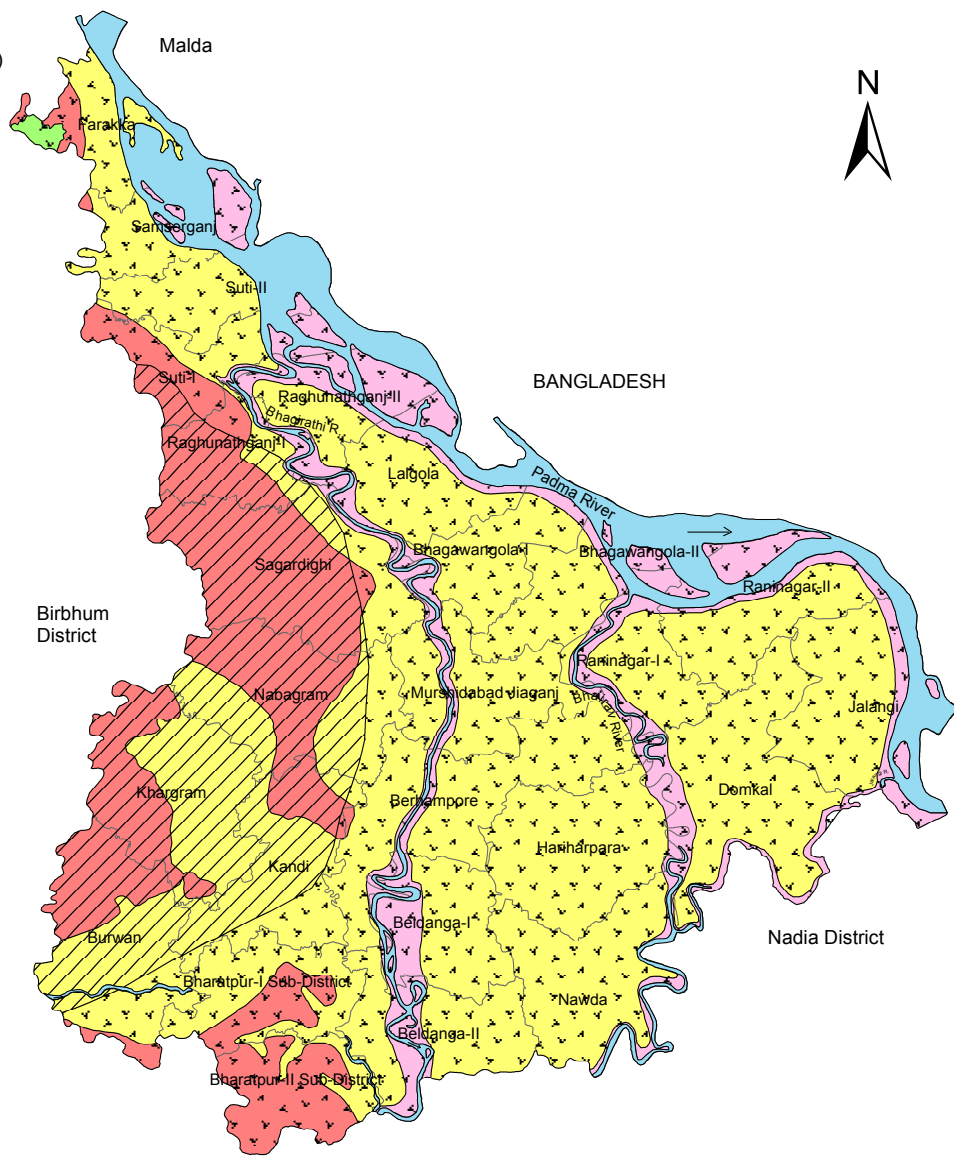 )
Malda
N
Farakka
Samserganj
Suti-II
BANGLADESH
Suti-I
Raghunathganj-II
Bhagirathi R.
Raghunathganj-I
Lalgola
Padma River
Bhagawangola-I
Bhagawangola-II
Sagardighi
Raninagar-II
Birbhum
District
Raninagar-I
Nabagram
Murshidabad Jiaganj
Bhairav River
Jalangi
Khargram
Berhampore
Domkal
Hariharpara
Kandi
Beldanga-I
Burwan
Nadia District
Bharatpur-I Sub-District
Nawda
Beldanga-II
Bharatpur-II Sub-District